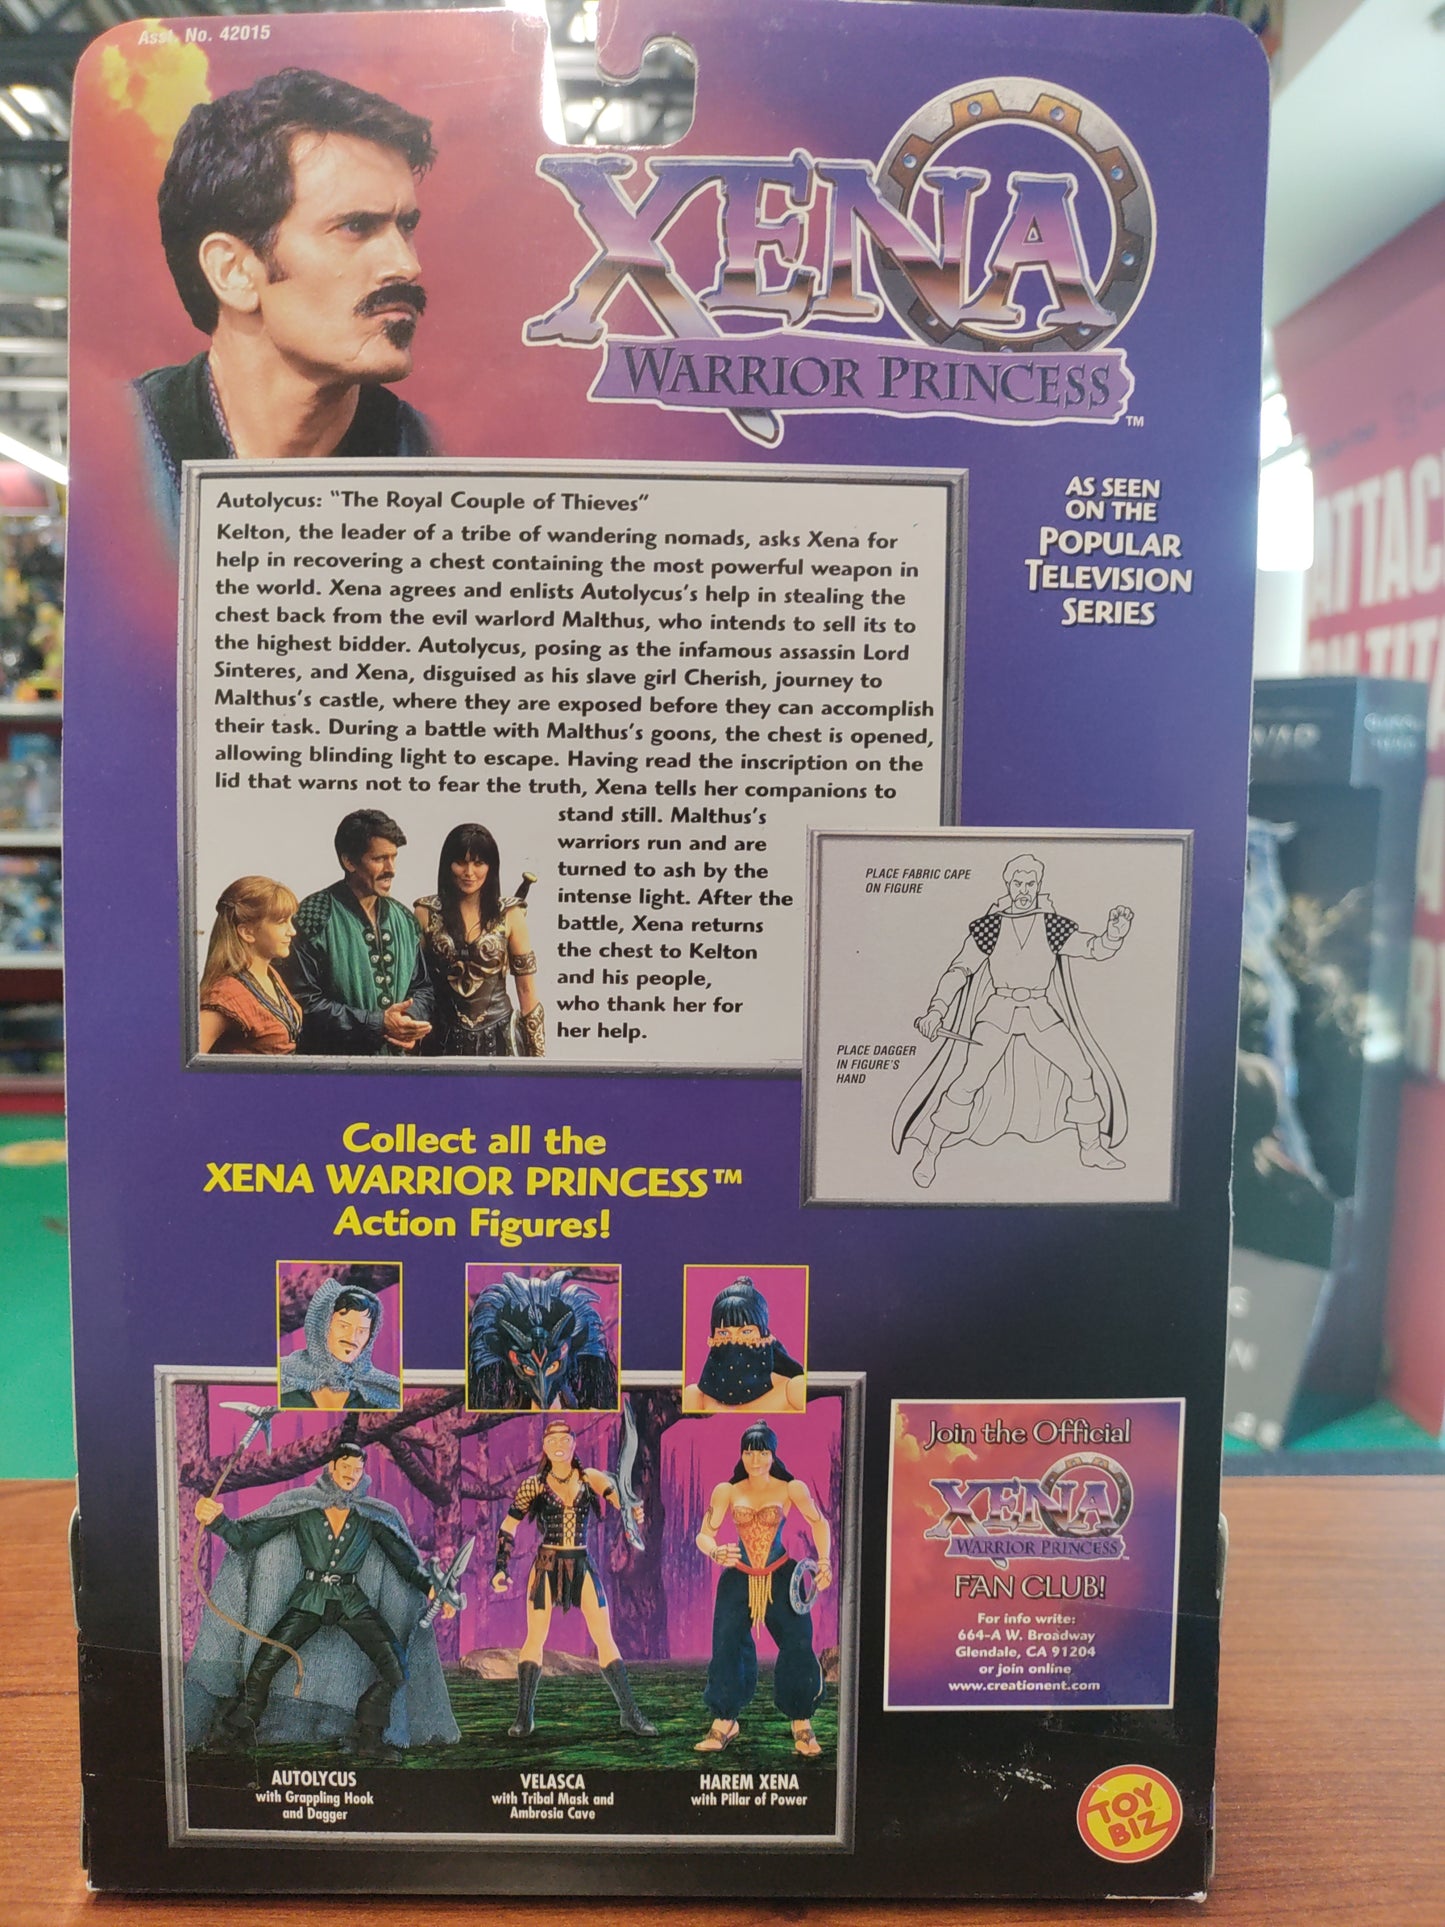 Asst. No. 42015
XENA
WARRIOR PRINCESS™
AS SEEN
ON THE
POPULAR
TELEVISION
SERIES
Autolycus: "The Royal Couple of Thieves"
Kelton, the leader of a tribe of wandering nomads, asks Xena for
help in recovering a chest containing the most powerful weapon in
the world. Xena agrees and enlists Autolycus's help in stealing the
chest back from the evil warlord Malthus, who intends to sell its to
the highest bidder. Autolycus, posing as the infamous assassin Lord
Sinteres, and Xena, disguised as his slave girl Cherish, journey to
Malthus's castle, where they are exposed before they can accomplish
their task. During a battle with Malthus's goons, the chest is opened,
allowing blinding light to escape. Having read the inscription on the
lid that warns not to fear the truth, Xena tells her companions to
stand still. Malthus's
warriors run and are
turned to ash by the
intense light. After the
battle, Xena returns
the chest to Kelton
and his people,
who thank her for
her help.
PLACE FABRIC CAPE
ON FIGURE
PLACE DAGGER
IN FIGURE'S
HAND
Collect all the
XENA WARRIOR PRINCESS™
Action Figures!
AUTOLYCUS
with Grappling Hook
and Dagger
VELASCA
with Tribal Mask and
Ambrosia Cave
HAREM XENA
with Pillar of Power
Join the Official
XENA
WARRIOR PRINCESS™
FAN CLUB!
For info write:
664-A W. Broadway
Glendale, CA 91204
or join online
www.creationent.com
TOY
BIZ
ATTAC